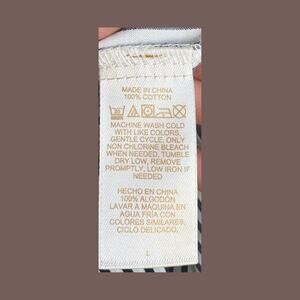 MADE IN CHINA
100% COTTON
MACHINE WASH COLD
WITH LIKE COLORS,
GENTLE CYCLE, ONLY
NON CHLORINE BLEACH
WHEN NEEDED, TUMBLE
DRY LOW, REMOVE
PROMPTLY, LOW IRON IF
NEEDED
HECHO EN CHINA
100% ALGODÓN
LAVAR A MAQUINA EN
AGUA FRÍA CON
COLORES SIMILARES,
CICLO DELICADO,
L